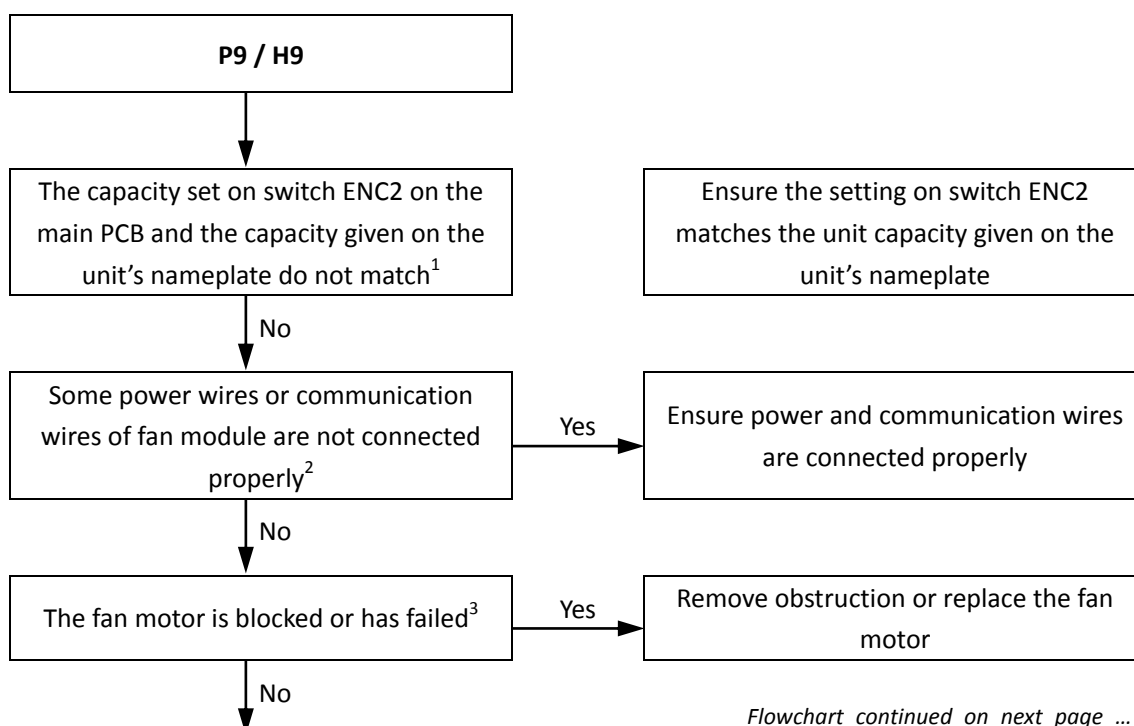 P9 / H9
The capacity set on switch ENC2 on the
main PCB and the capacity given on the
unit’s nameplate do not match1
Ensure the setting on switch ENC2
matches the unit capacity given on the
unit’s nameplate
No
Some power wires or communication
wires of fan module are not connected
properly2
Yes
Ensure power and communication wires
are connected properly
No
The fan motor is blocked or has failed3
Yes
Remove obstruction or replace the fan
motor
No
Flowchart continued on next page …